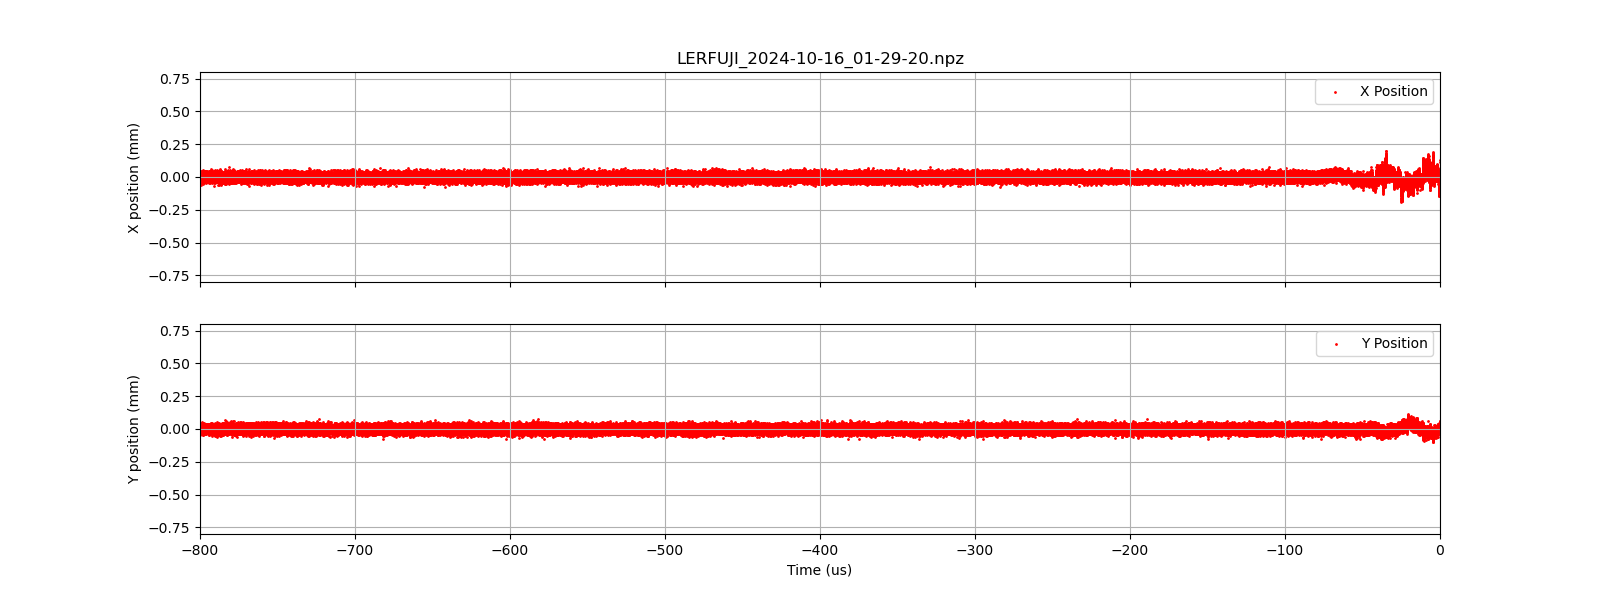 LERFUJI_2024-10-16_01-29-20.npz
0.75
0.50
0.25
0.00
−0.25
−0.50
−0.75
X position (mm)
X Position
0.75
0.50
0.25
0.00
−0.25
−0.50
−0.75
Y position (mm)
Y Position
−800 −700 −600 −500 −400 −300 −200 −100 0
Time (us)